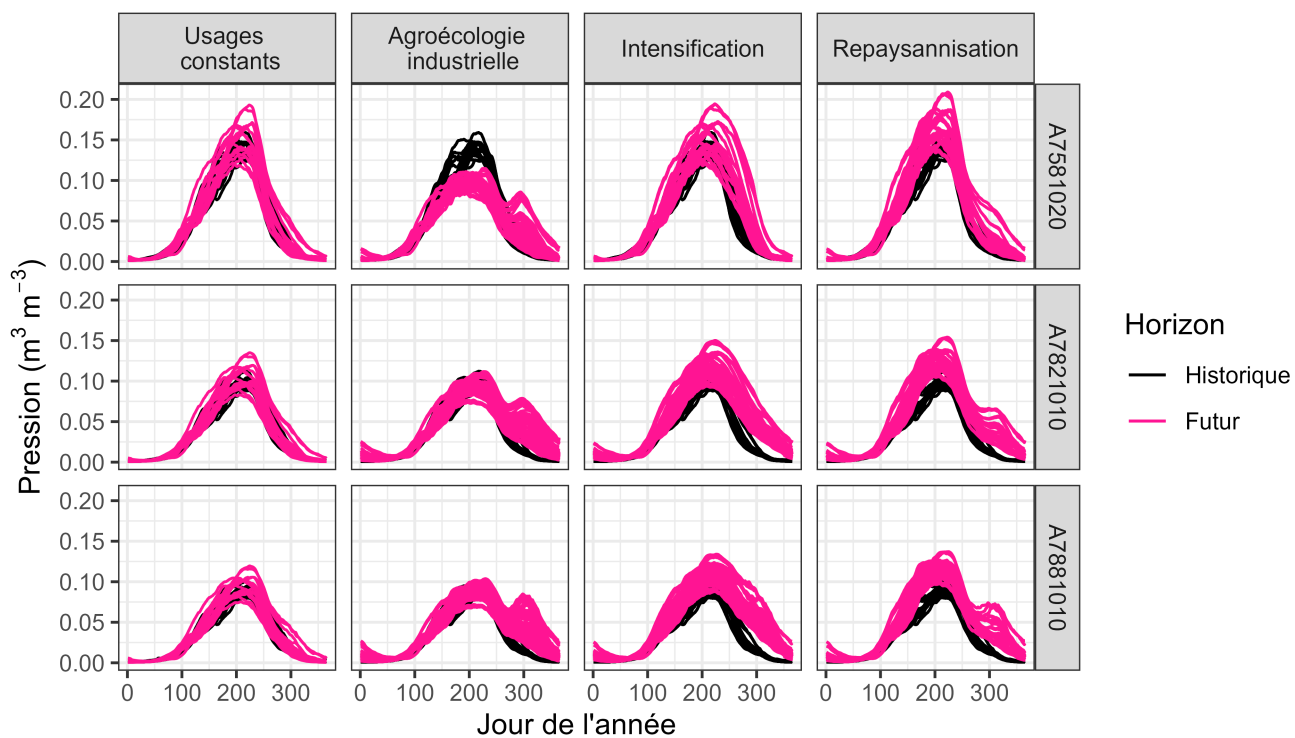 Usages
constants
Agroécologie
industrielle
Intensification
Repaysannisation
0.20
0.15
0.10
0.05
0.00
A7581020
0.20
0.15
0.10
0.05
0.00
A7821010
0.20
0.15
0.10
0.05
0.00
A7881010
0 100 200 300
0 100 200 300
0 100 200 300
0 100 200 300
Jour de l'année
Pression (m³ m⁻³)
Horizon
Historique
Futur